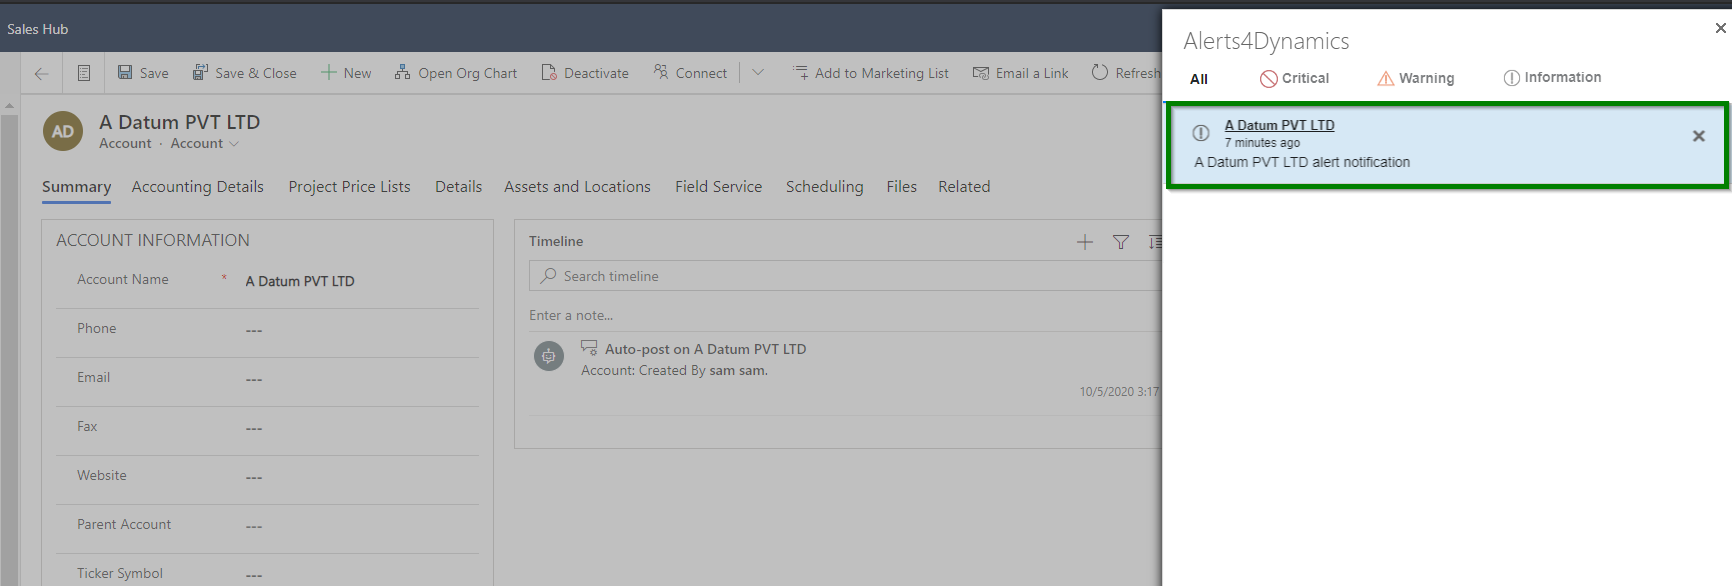 Sales Hub
Save
Save & Close
New
Open Org Chart
Deactivate
Connect
Add to Marketing List
Email a Link
Refresh
AD
A Datum PVT LTD
Account · Account
Summary
Accounting Details
Project Price Lists
Details
Assets and Locations
Field Service
Scheduling
Files
Related
ACCOUNT INFORMATION
Account Name * A Datum PVT LTD
Phone ---
Email ---
Fax ---
Website ---
Parent Account ---
Ticker Symbol ---
Timeline
Search timeline
Enter a note...
Auto-post on A Datum PVT LTD
Account: Created By sam sam.
10/5/2020 3:17
Alerts4Dynamics
All
Critical
Warning
Information
A Datum PVT LTD
7 minutes ago
A Datum PVT LTD alert notification